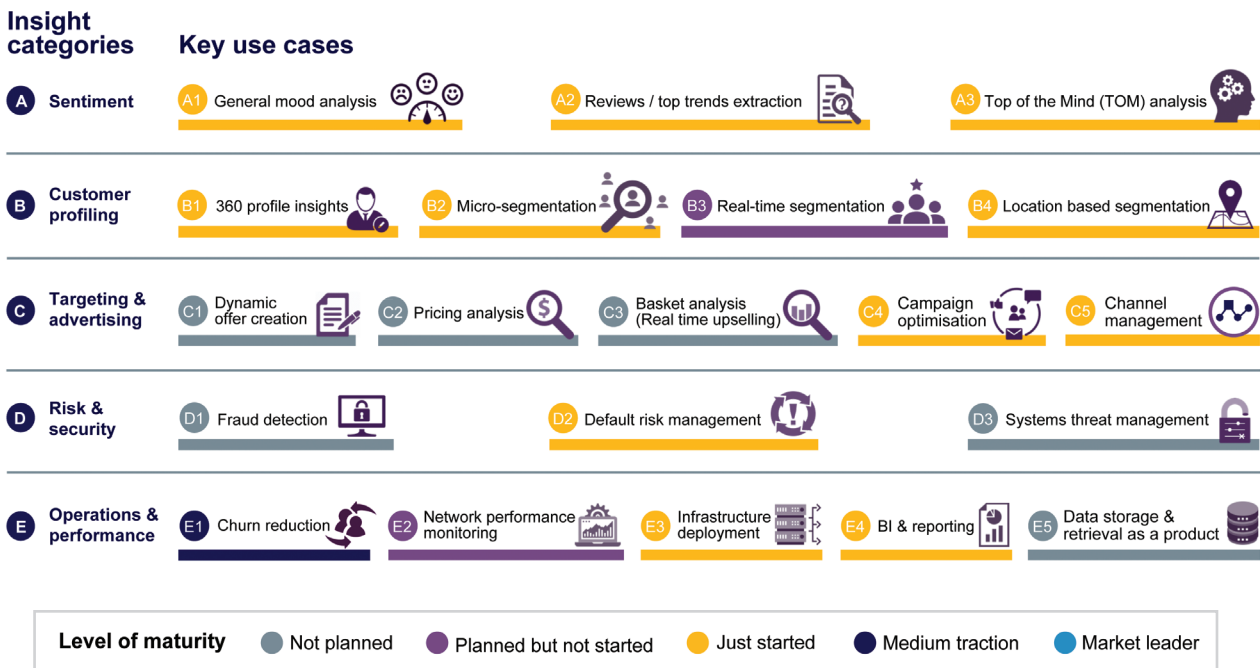 Insight
categories
Key use cases
A Sentiment
A1 General mood analysis
A2 Reviews / top trends extraction
A3 Top of the Mind (TOM) analysis
B Customer
profiling
B1 360 profile insights
B2 Micro-segmentation
B3 Real-time segmentation
B4 Location based segmentation
C Targeting &
advertising
C1 Dynamic
offer creation
C2 Pricing analysis
$
C3 Basket analysis
(Real time upselling)
C4 Campaign
optimisation
C5 Channel
management
D Risk &
security
D1 Fraud detection
D2 Default risk management
D3 Systems threat management
E Operations &
performance
E1 Churn reduction
E2 Network performance
monitoring
E3 Infrastructure
deployment
E4 BI & reporting
E5 Data storage &
retrieval as a product
Level of maturity Not planned Planned but not started Just started Medium traction Market leader